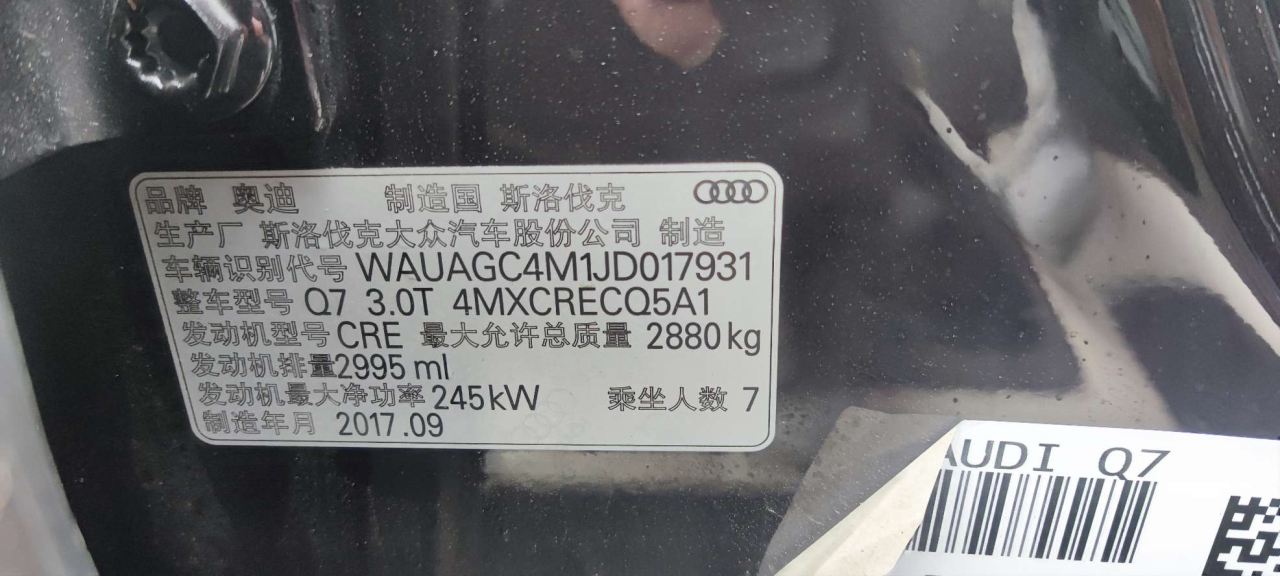 品牌 奥迪 制造国 斯洛伐克
生产厂 斯洛伐克大众汽车股份公司 制造
车辆识别代号 WAUAGC4M1JD017931
整车型号 Q7 3.0T 4MXCRECQ5A1
发动机型号 CRE 最大允许总质量 2880 kg
发动机排量 2995 ml
发动机最大净功率 245kW 乘坐人数 7
制造年月 2017.09
AUDI Q7